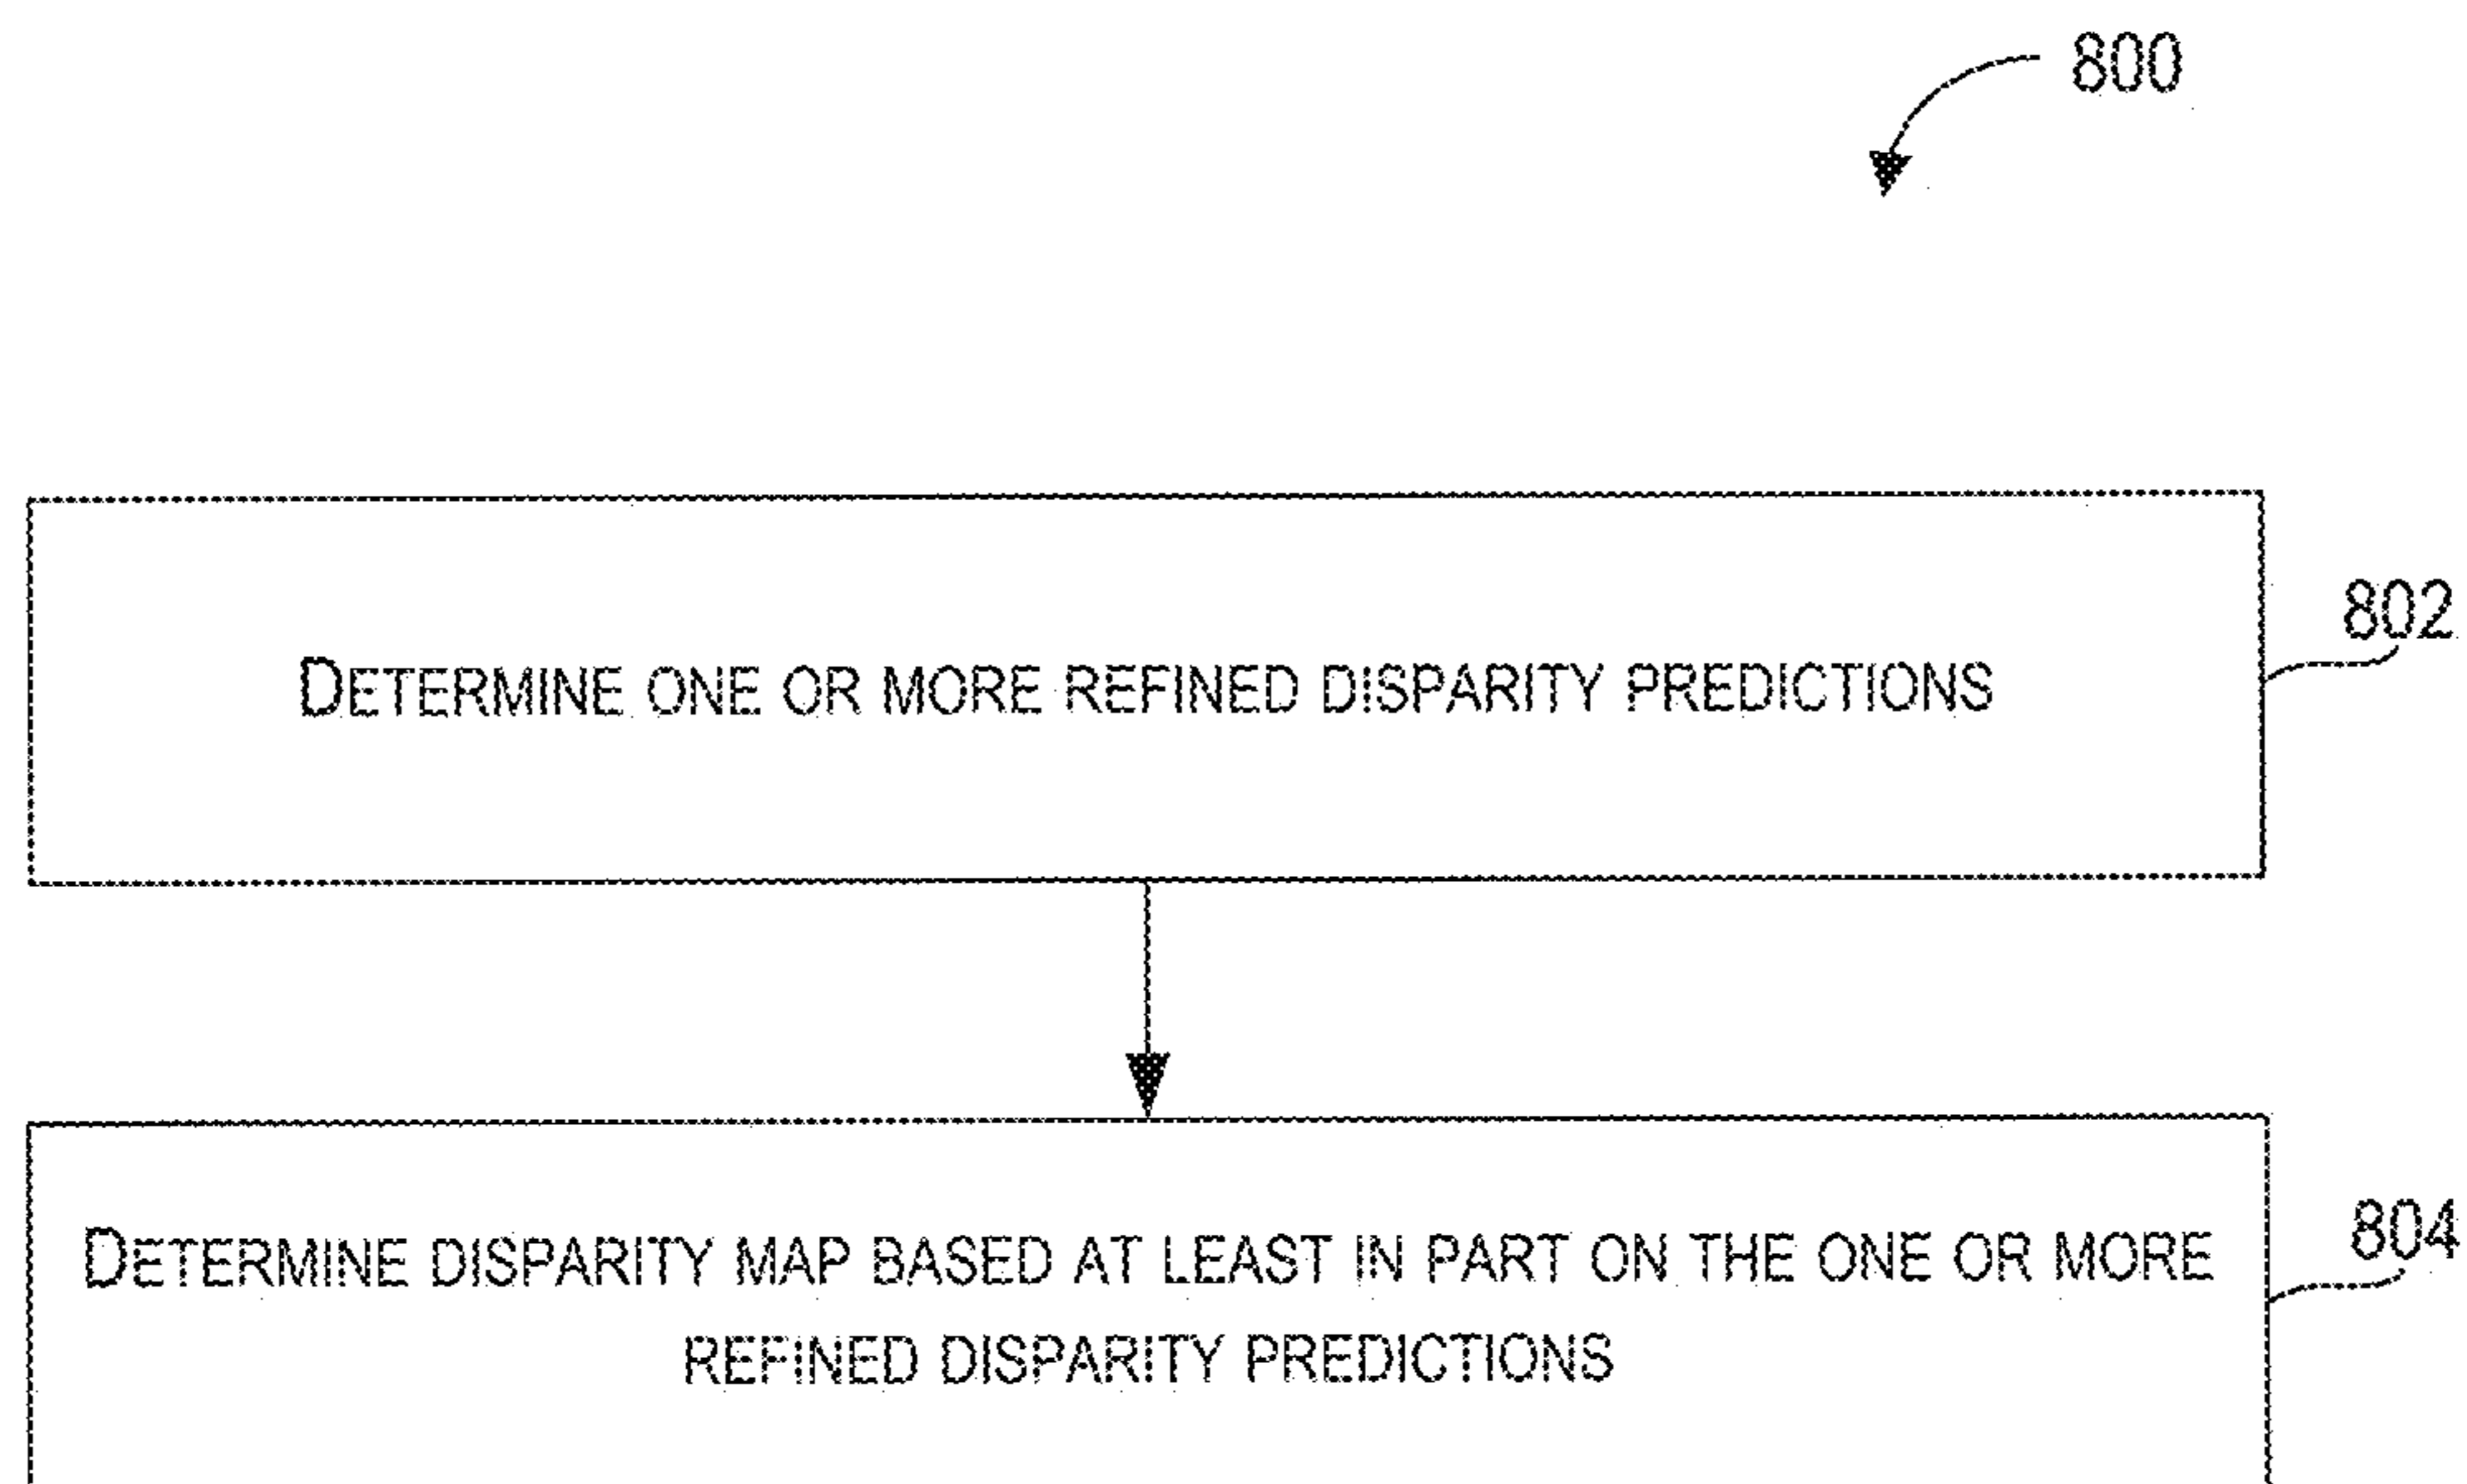 800
802
DETERMINE ONE OR MORE REFINED DISPARITY PREDICTIONS
804
DETERMINE DISPARITY MAP BASED AT LEAST IN PART ON THE ONE OR MORE
REFINED DISPARITY PREDICTIONS